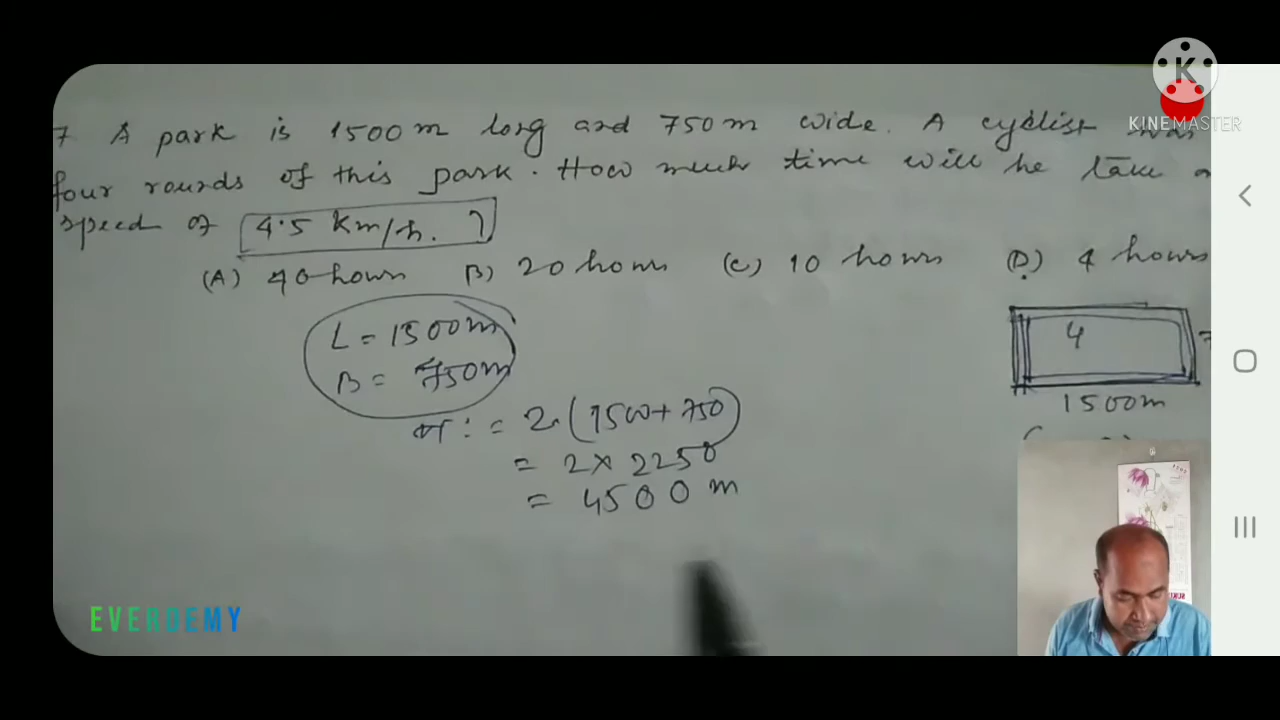 7 A park is 1500 m long and 750 m wide. A cyclist was
four rounds of this park. How much time will he take
speed of 4.5 km/h. ?
(A) 40 hours B) 20 hours (C) 10 hours (D) 4 hours
L = 1500m
B = 750m
4
1500m
= 2 (1500 + 750)
= 2 × 2250
= 4500 m
KINEMASTER
EVERDEMY